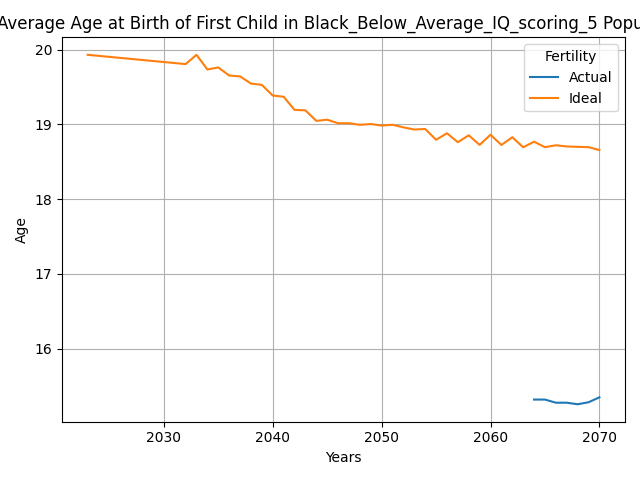 Average Age at Birth of First Child in Black_Below_Average_IQ_scoring_5 Popu
Fertility
Actual
Ideal
20
19
18
17
16
Age
2030 2040 2050 2060 2070
Years